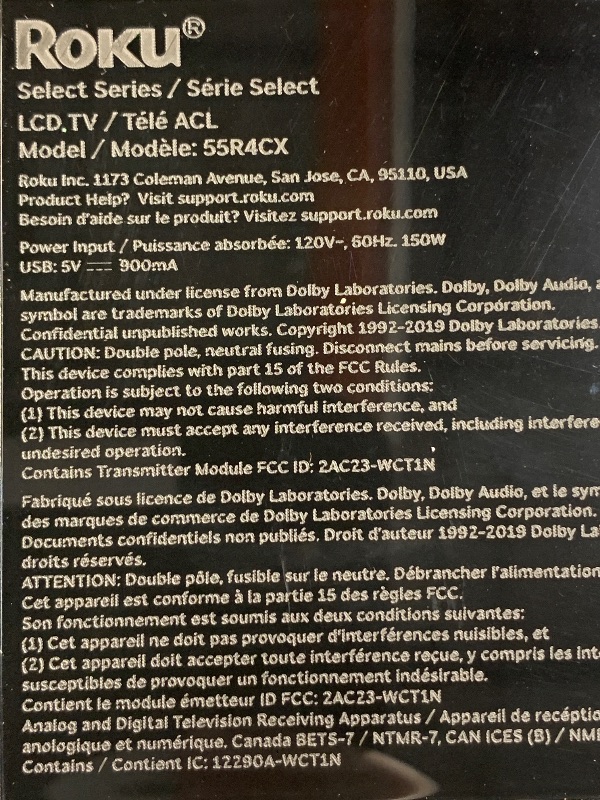 Roku®
Select Series / Série Select
LCD.TV / Télé ACL
Model / Modèle: 55R4CX
Roku Inc. 1173 Coleman Avenue, San Jose, CA, 95110, USA
Product Help? Visit support.roku.com
Besoin d'aide sur le produit? Visitez support.roku.com
Power Input / Puissance absorbée: 120V~, 60Hz. 150W
USB: 5V ⎓ 900mA
Manufactured under license from Dolby Laboratories. Dolby, Dolby Audio, a
symbol are trademarks of Dolby Laboratories Licensing Corporation.
Confidential unpublished works. Copyright 1992-2019 Dolby Laboratories.
CAUTION: Double pole, neutral fusing. Disconnect mains before servicing.
This device complies with part 15 of the FCC Rules.
Operation is subject to the following two conditions:
(1) This device may not cause harmful interference, and
(2) This device must accept any interference received, including interfere
undesired operation.
Contains Transmitter Module FCC ID: 2AC23-WCT1N
Fabriqué sous licence de Dolby Laboratories. Dolby, Dolby Audio, et le sym
des marques de commerce de Dolby Laboratories Licensing Corporation.
Documents confidentiels non publiés. Droit d'auteur 1992-2019 Dolby La
droits réservés.
ATTENTION: Double pôle, fusible sur le neutre. Débrancher l'alimentation
Cet appareil est conforme à la partie 15 des règles FCC.
Son fonctionnement est soumis aux deux conditions suivantes:
(1) Cet appareil ne doit pas provoquer d'interférences nuisibles, et
(2) Cet appareil doit accepter toute interférence reçue, y compris les int
susceptibles de provoquer un fonctionnement indésirable.
Contient le module émetteur ID FCC: 2AC23-WCT1N
Analog and Digital Television Receiving Apparatus / Appareil de récéptio
anologique et numérique, Canada BETS-7 / NTMR-7, CAN ICES (B) / NM
Contains / Contient IC: 12290A-WCT1N